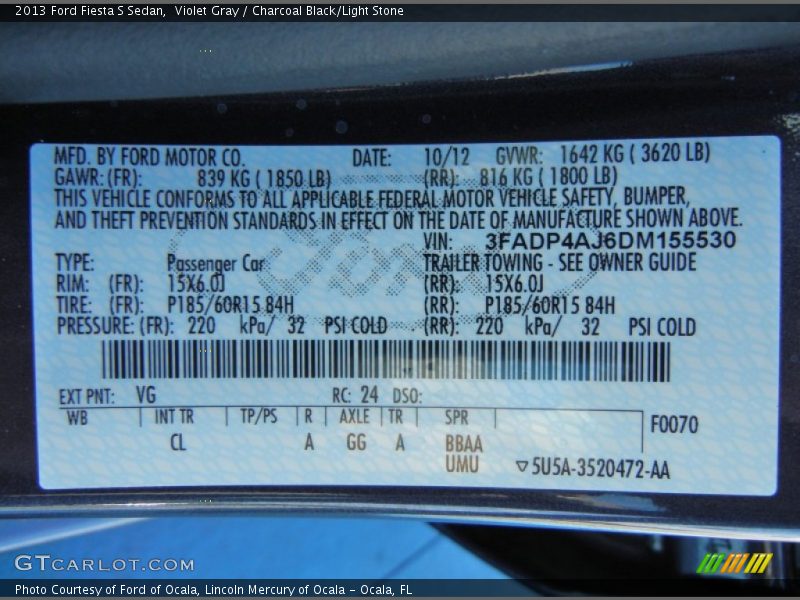 2013 Ford Fiesta S Sedan,  Violet Gray / Charcoal Black/Light Stone
MFD. BY FORD MOTOR CO. DATE: 10/12 GVWR: 1642 KG ( 3620 LB)
GAWR: (FR): 839 KG ( 1850 LB) (RR): 816 KG ( 1800 LB)
THIS VEHICLE CONFORMS TO ALL APPLICABLE FEDERAL MOTOR VEHICLE SAFETY, BUMPER,
AND THEFT PREVENTION STANDARDS IN EFFECT ON THE DATE OF MANUFACTURE SHOWN ABOVE.
VIN: 3FADP4AJ6DM155530
TYPE: Passenger Car TRAILER TOWING - SEE OWNER GUIDE
RIM: (FR): 15X6.0J (RR): 15X6.0J
TIRE: (FR): P185/60R15 84H (RR): P185/60R15 84H
PRESSURE: (FR): 220 kPa/ 32 PSI COLD (RR): 220 kPa/ 32 PSI COLD
EXT PNT: VG RC: 24 DSO:
WB INT TR TP/PS R AXLE TR SPR F0070
CL A GG A BBAA
UMU ▽5U5A-3520472-AA
GTCARLOT.COM
Photo Courtesy of Ford of Ocala, Lincoln Mercury of Ocala – Ocala, FL